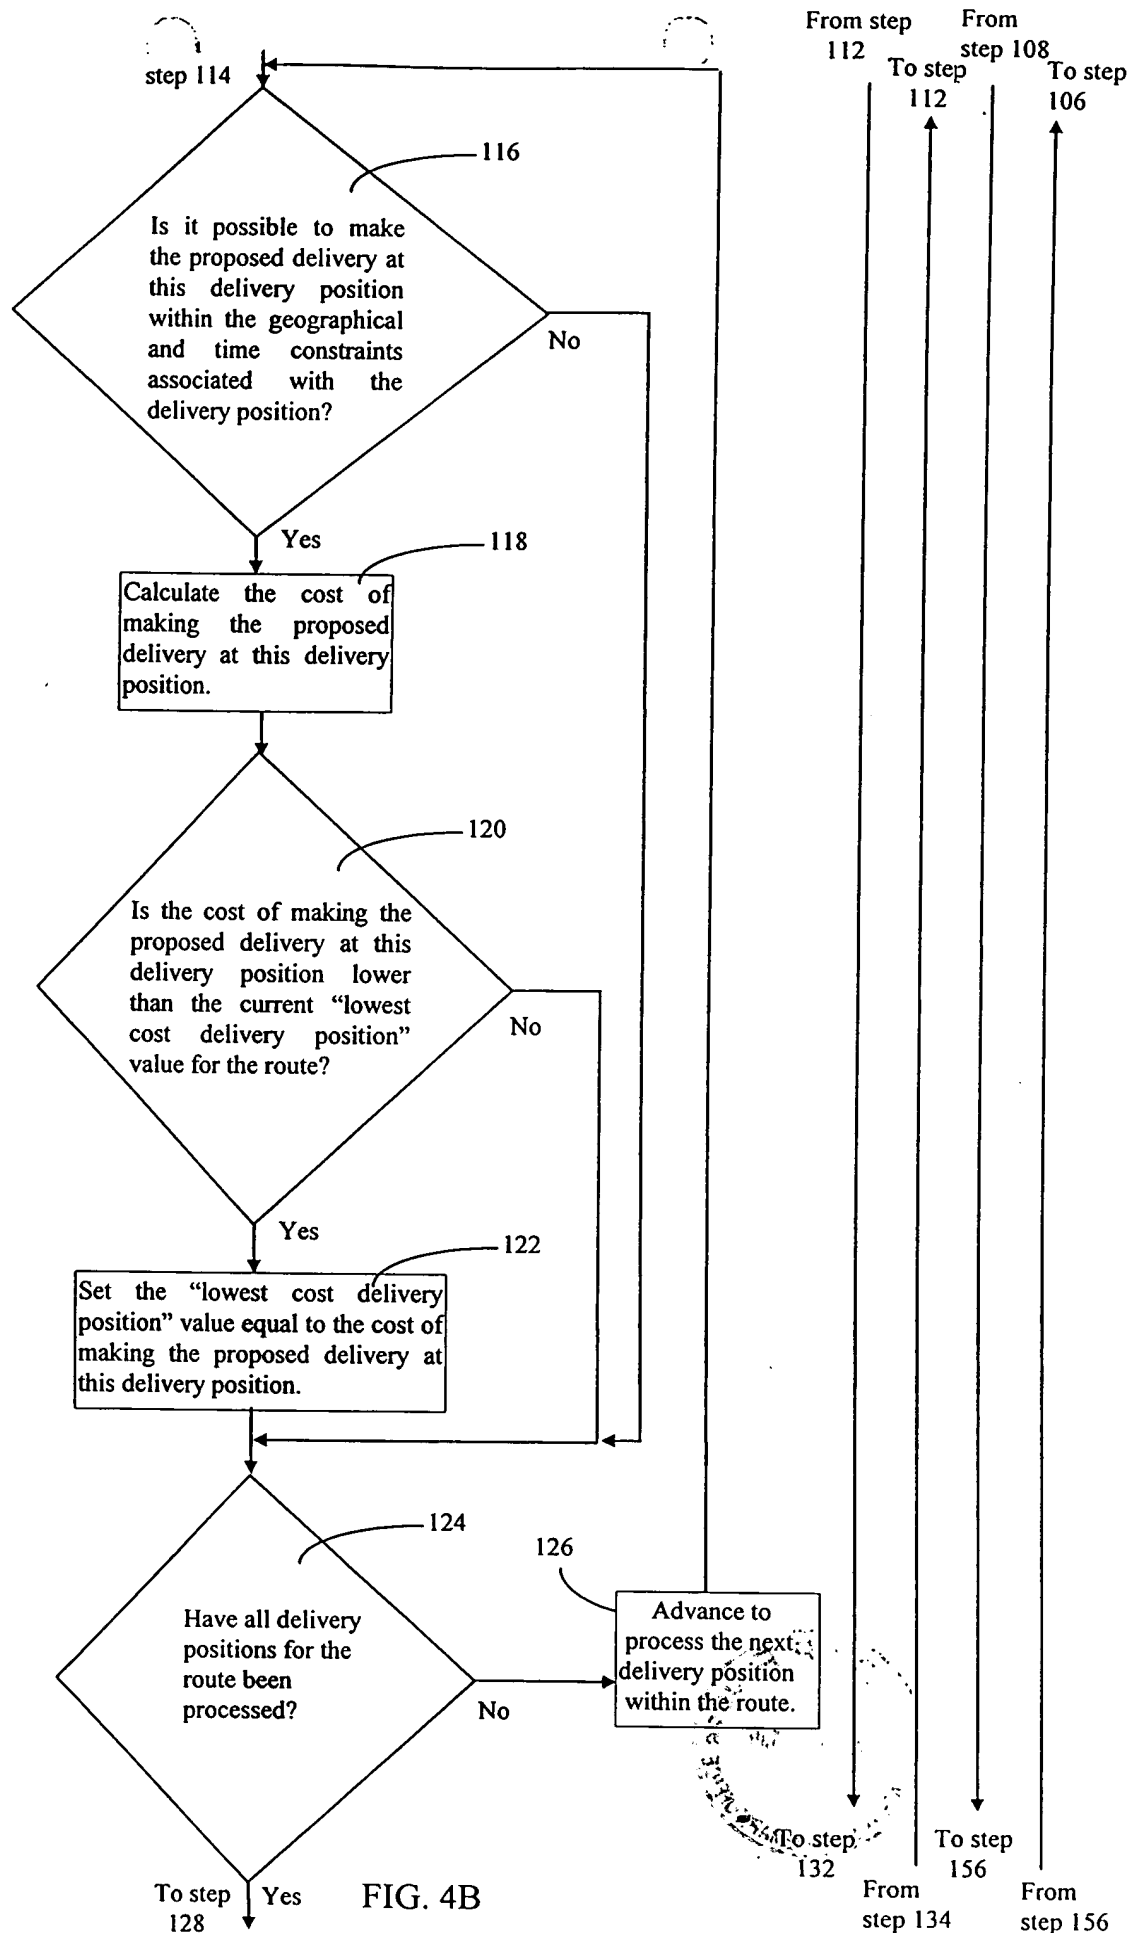 From step
112
From
step 108
To step
112
To step
106
step 114
116
Is it possible to make
the proposed delivery at
this delivery position
within the geographical
and time constraints
associated with the
delivery position?
No
Yes
118
Calculate the cost of
making the proposed
delivery at this delivery
position.
120
Is the cost of making the
proposed delivery at this
delivery position lower
than the current “lowest
cost delivery position”
value for the route?
No
Yes
122
Set the “lowest cost delivery
position” value equal to the cost of
making the proposed delivery at
this delivery position.
124
Have all delivery
positions for the
route been
processed?
No
126
Advance to
process the next
delivery position
within the route.
To step
132
To step
156
From
step 134
From
step 156
To step
128
Yes
FIG. 4B